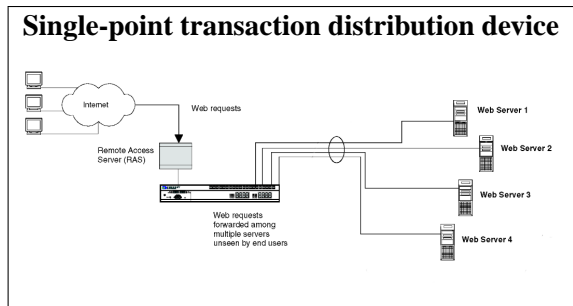 Single-point transaction distribution device
Internet
Web requests
Remote Access
Server (RAS)
Web requests
forwarded among
multiple servers
unseen by end users
Web Server 1
Web Server 2
Web Server 3
Web Server 4